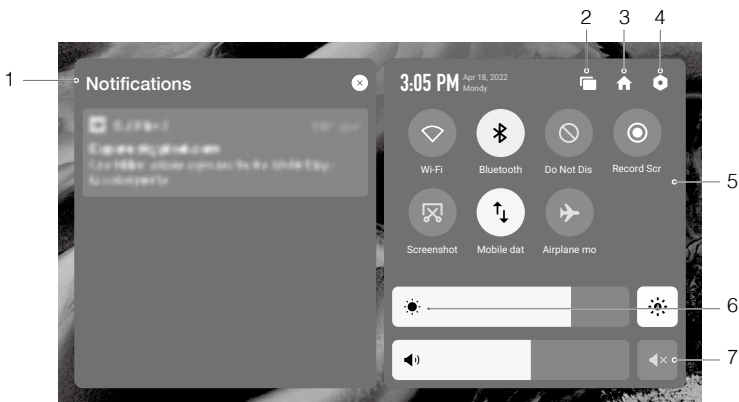 2 3 4
1 Notifications
3:05 PM Apr 18, 2022
Mondy
Wi-Fi Bluetooth Do Not Dis Record Scr
5
Screenshot Mobile dat Airplane mo
6
7